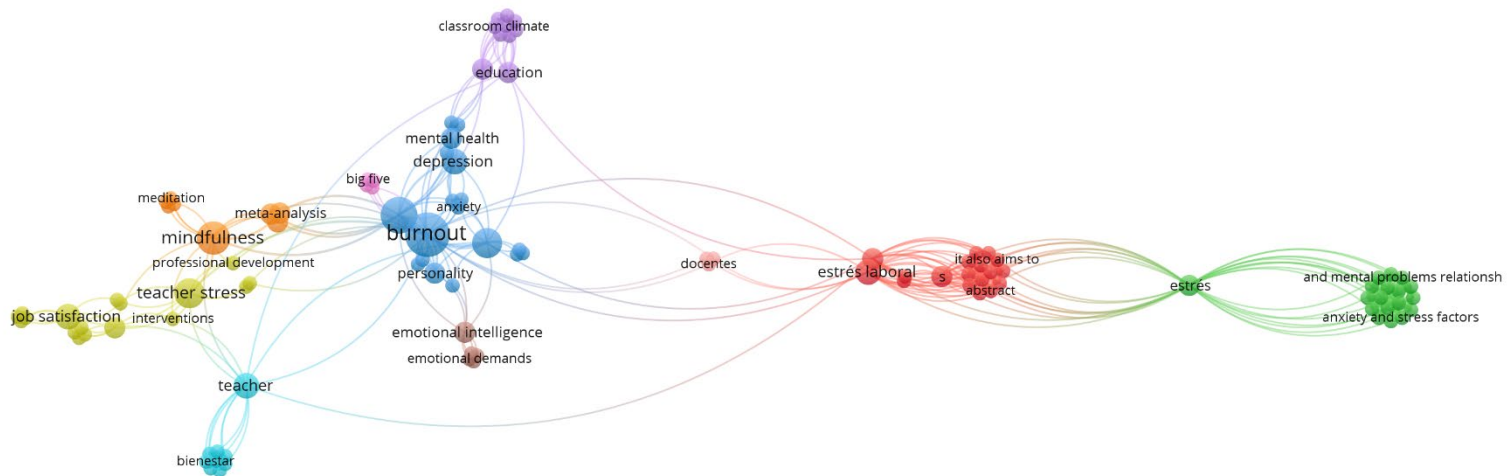 classroom climate
education
mental health
depression
big five
anxiety
meditation
meta-analysis
mindfulness
burnout
professional development
personality
docentes
estrés laboral
s
it also aims to
abstract
estrés
and mental problems relationsh
anxiety and stress factors
teacher stress
job satisfaction
interventions
emotional intelligence
emotional demands
teacher
bienestar